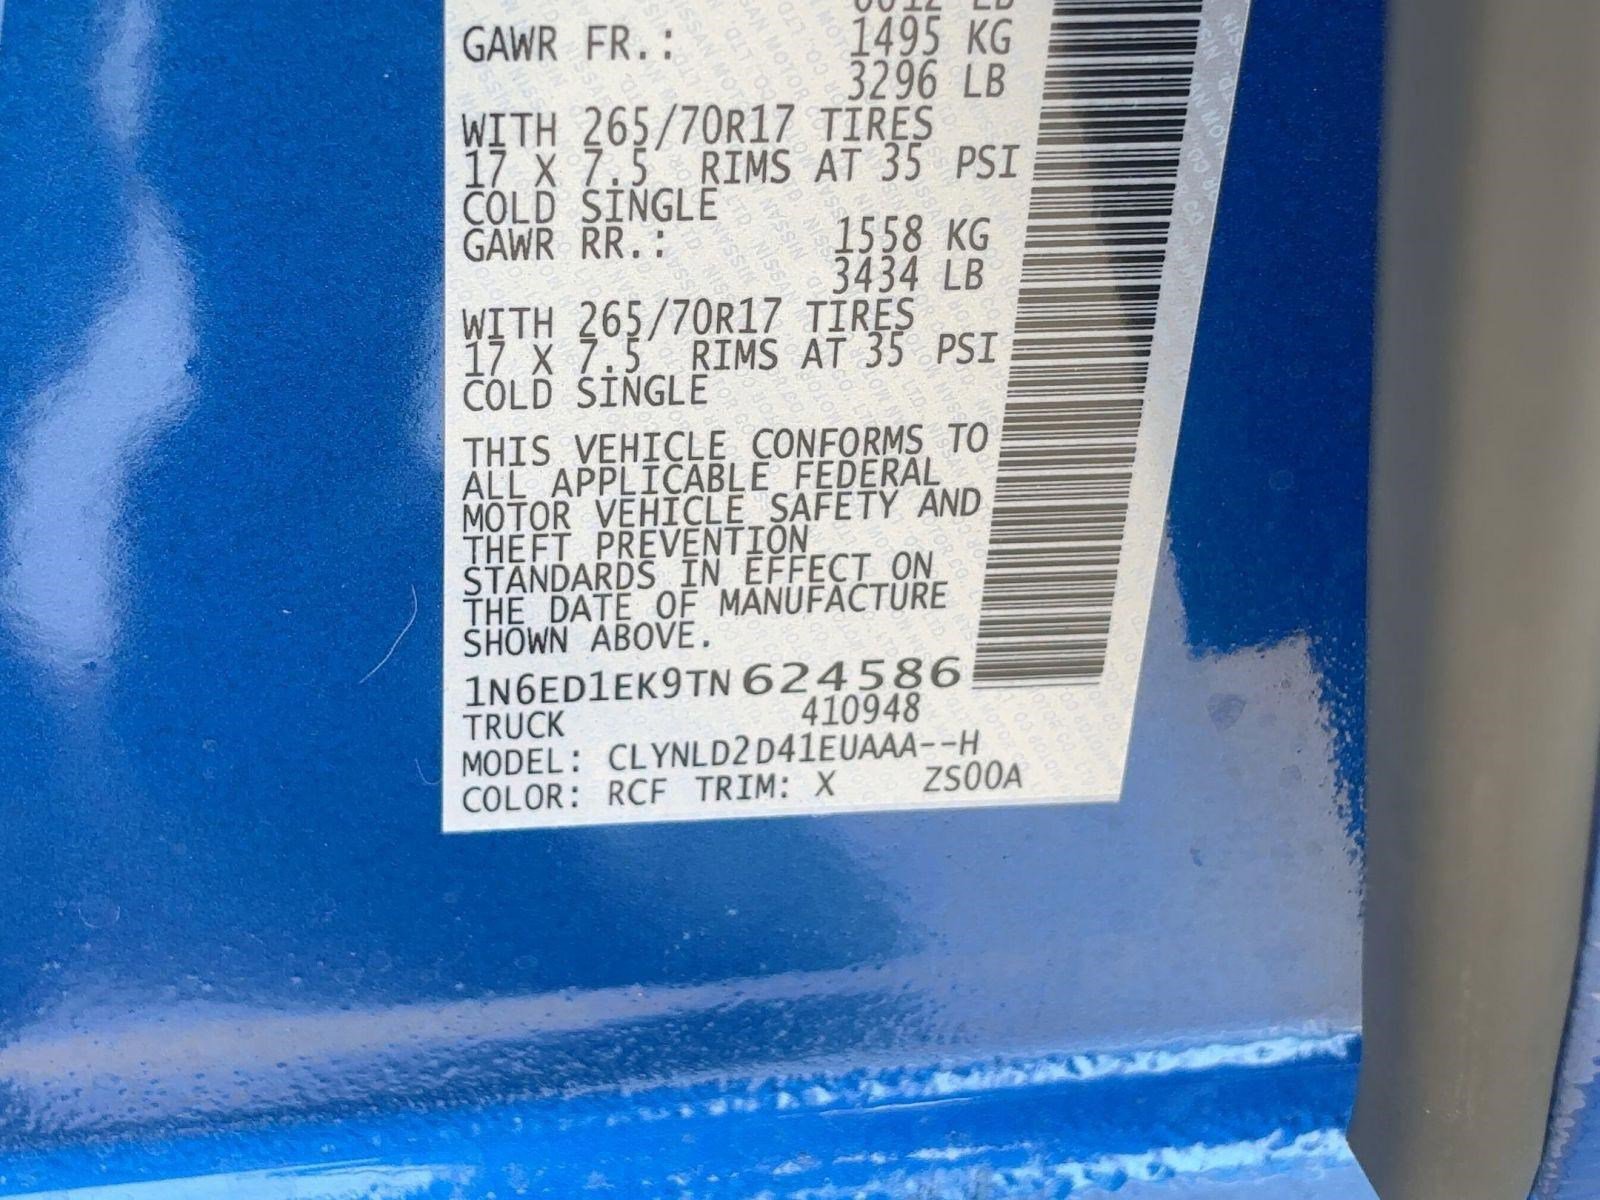 GAWR FR.: 1495 KG
3296 LB
WITH 265/70R17 TIRES
17 X 7.5 RIMS AT 35 PSI
COLD SINGLE
GAWR RR.: 1558 KG
3434 LB
WITH 265/70R17 TIRES
17 X 7.5 RIMS AT 35 PSI
COLD SINGLE
THIS VEHICLE CONFORMS TO
ALL APPLICABLE FEDERAL
MOTOR VEHICLE SAFETY AND
THEFT PREVENTION
STANDARDS IN EFFECT ON
THE DATE OF MANUFACTURE
SHOWN ABOVE.
1N6ED1EK9TN624586
TRUCK 410948
MODEL: CLYNLD2D41EUAAA--H
COLOR: RCF TRIM: X ZS00A